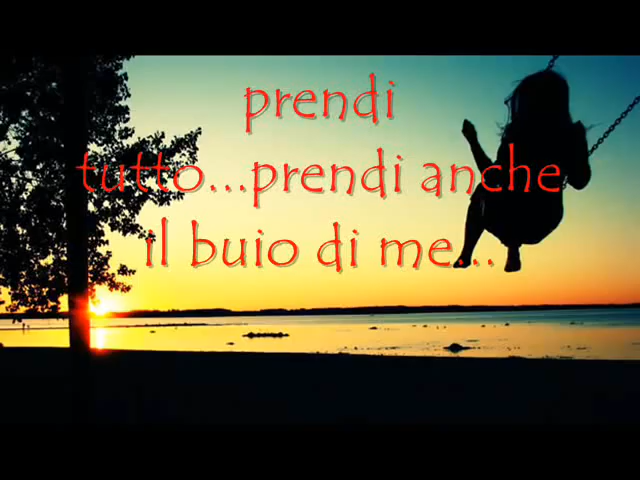 prendi
tutto...prendi anche
il buio di me...